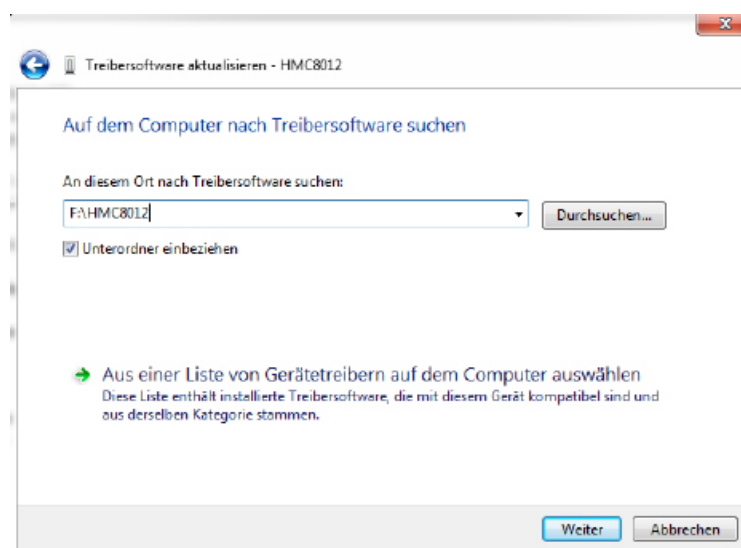 Treibersoftware aktualisieren - HMC8012
Auf dem Computer nach Treibersoftware suchen
An diesem Ort nach Treibersoftware suchen:
F:\HMC8012
Durchsuchen...
Unterordner einbeziehen
Aus einer Liste von Gerätetreibern auf dem Computer auswählen
Diese Liste enthält installierte Treibersoftware, die mit diesem Gerät kompatibel sind und
aus derselben Kategorie stammen.
Weiter
Abbrechen